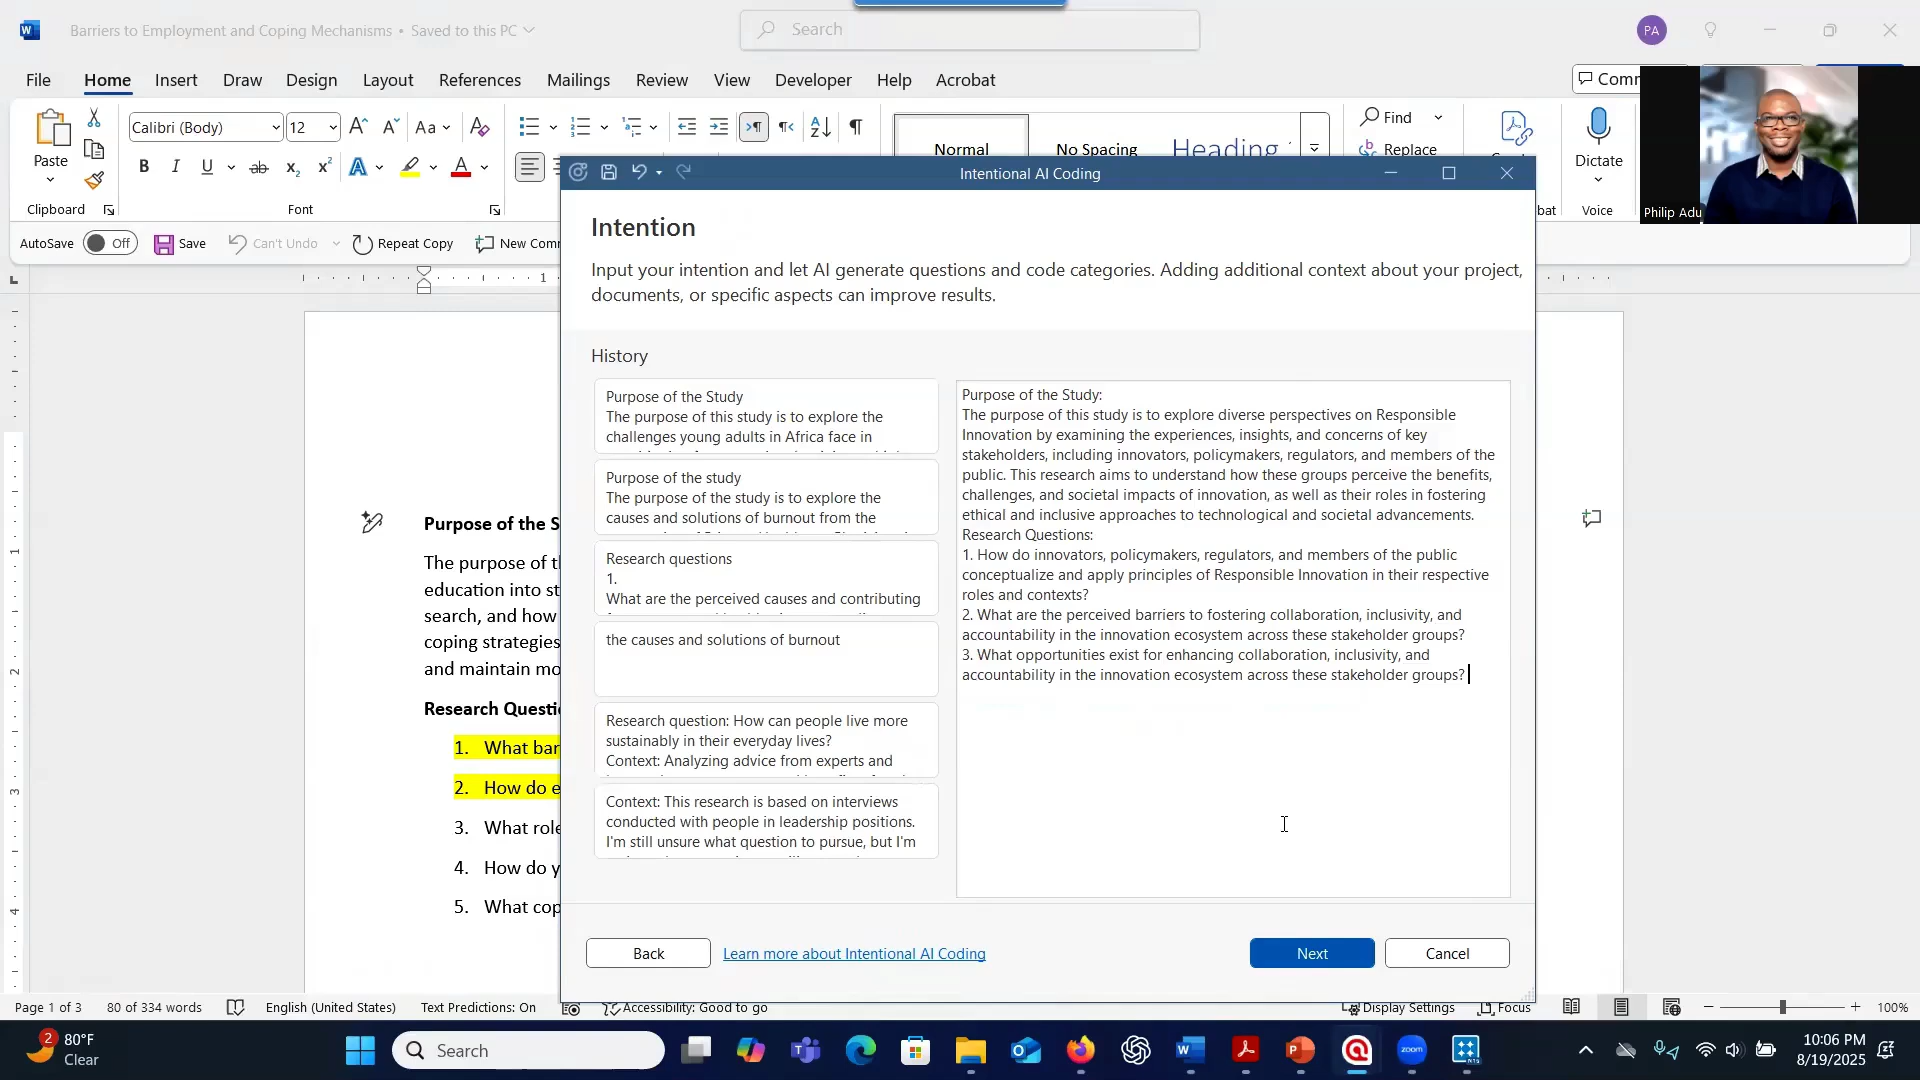 Barriers to Employment and Coping Mechanisms • Saved to this PC
Search
PA
File Home Insert Draw Design Layout References Mailings Review View Developer Help Acrobat
Paste
Clipboard
Calibri (Body) 12
Aa
B I U ab x₂ x² A A
Font
Normal
No Spacing
Heading
Find
Replace
Dictate
Voice
Philip Adu
AutoSave Off Save Can't Undo Repeat Copy
Intentional AI Coding
Intention
Input your intention and let AI generate questions and code categories. Adding additional context about your project,
documents, or specific aspects can improve results.
History
Purpose of the Study
The purpose of this study is to explore the
challenges young adults in Africa face in
Purpose of the study
The purpose of the study is to explore the
causes and solutions of burnout from the
Research questions
1.
What are the perceived causes and contributing
the causes and solutions of burnout
Research question: How can people live more
sustainably in their everyday lives?
Context: Analyzing advice from experts and
Context: This research is based on interviews
conducted with people in leadership positions.
I'm still unsure what question to pursue, but I'm
Purpose of the Study:
The purpose of this study is to explore diverse perspectives on Responsible
Innovation by examining the experiences, insights, and concerns of key
stakeholders, including innovators, policymakers, regulators, and members of the
public. This research aims to understand how these groups perceive the benefits,
challenges, and societal impacts of innovation, as well as their roles in fostering
ethical and inclusive approaches to technological and societal advancements.
Research Questions:
1. How do innovators, policymakers, regulators, and members of the public
conceptualize and apply principles of Responsible Innovation in their respective
roles and contexts?
2. What are the perceived barriers to fostering collaboration, inclusivity, and
accountability in the innovation ecosystem across these stakeholder groups?
3. What opportunities exist for enhancing collaboration, inclusivity, and
accountability in the innovation ecosystem across these stakeholder groups?
Back
Learn more about Intentional AI Coding
Next
Cancel
Purpose of the S
The purpose of
education into
search, and how
coping strategies
and maintain
Research
1. What
2. How do
3. What
4. How do
5. What
Page 1 of 3 80 of 334 words English (United States) Text Predictions: On Accessibility: Good to go Display Settings Focus 100%
2
80°F
Clear
Search
zoom
10:06 PM
8/19/2025